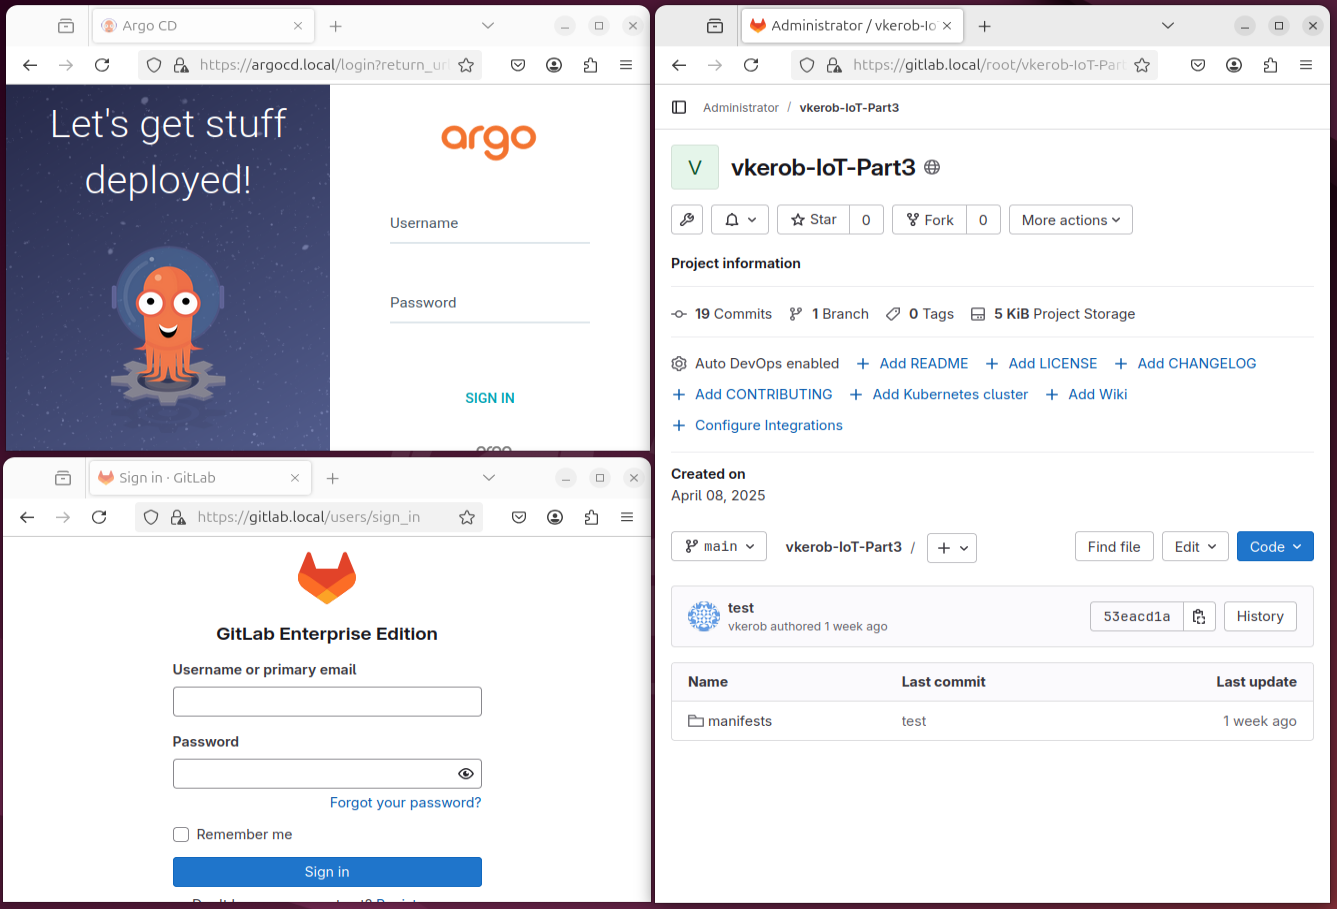 Argo CD
https://argocd.local/login?return_url
Let's get stuff
deployed!
argo
Username
Password
SIGN IN
argo
Sign in · GitLab
https://gitlab.local/users/sign_in
GitLab Enterprise Edition
Username or primary email
Password
Forgot your password?
Remember me
Sign in
Administrator / vkerob-IoT
https://gitlab.local/root/vkerob-IoT-Part
Administrator / vkerob-IoT-Part3
V vkerob-IoT-Part3
Star 0 Fork 0 More actions
Project information
19 Commits 1 Branch 0 Tags 5 KiB Project Storage
Auto DevOps enabled + Add README + Add LICENSE + Add CHANGELOG
+ Add CONTRIBUTING + Add Kubernetes cluster + Add Wiki
+ Configure Integrations
Created on
April 08, 2025
main vkerob-IoT-Part3 / + Find file Edit Code
test
vkerob authored 1 week ago
53eacd1a History
Name Last commit Last update
manifests test 1 week ago